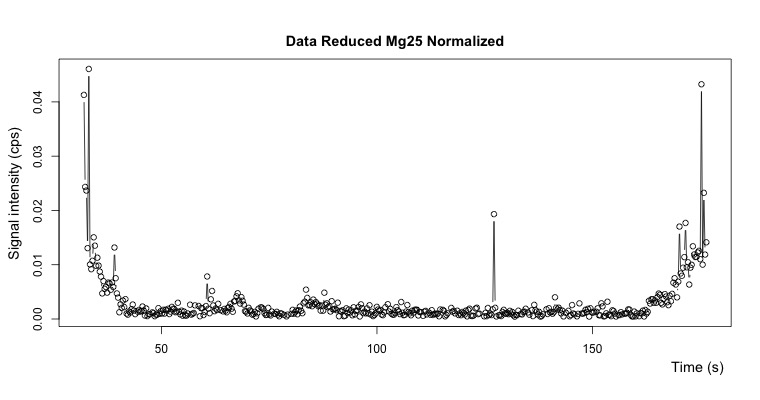 Data Reduced Mg25 Normalized
Signal intensity (cps)
0.04
0.03
0.02
0.01
0.00
50 100 150
Time (s)